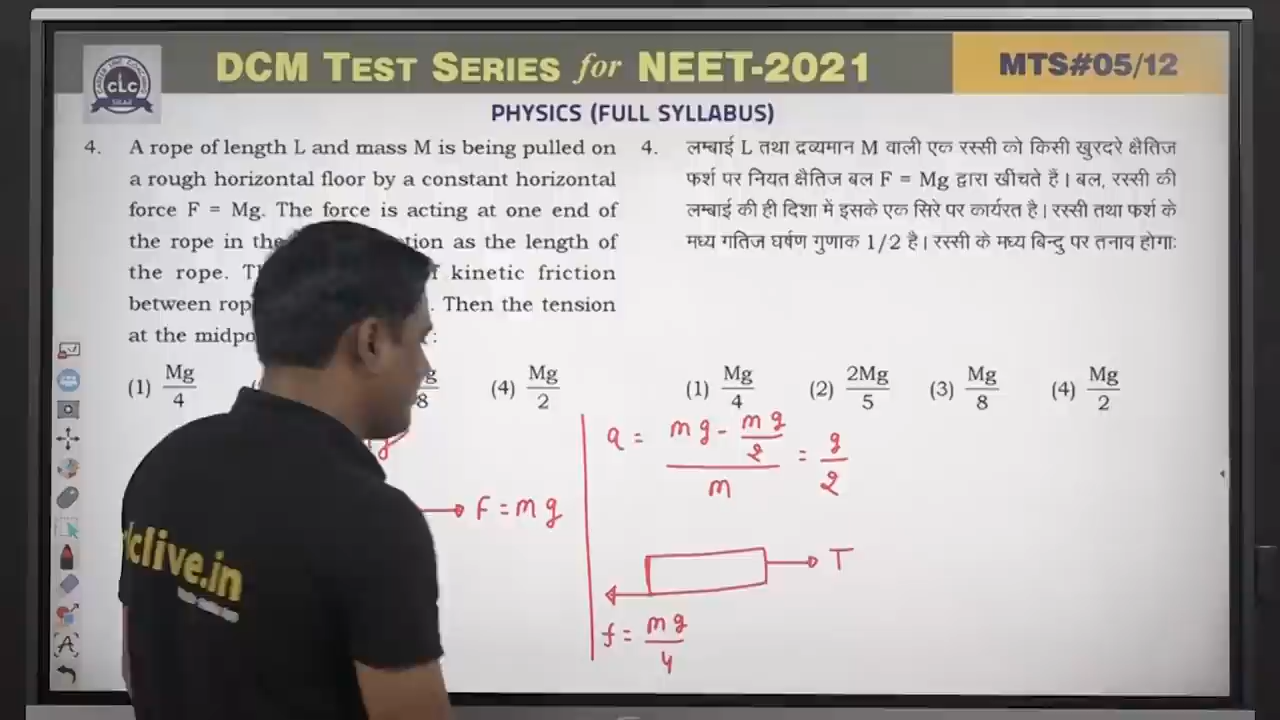 DCM TEST SERIES for NEET-2021
MTS#05/12
CLC
SIKAR
PHYSICS (FULL SYLLABUS)
4. A rope of length L and mass M is being pulled on
a rough horizontal floor by a constant horizontal
force F = Mg. The force is acting at one end of
the rope in the tion as the length of
the rope. kinetic friction
between rop . Then the tension
at the midpo :
(1) Mg/4 g/8 (4) Mg/2
4. लम्बाई L तथा द्रव्यमान M वाली एक रस्सी को किसी खुरदरे क्षैतिज
फर्श पर नियत क्षैतिज बल F = Mg द्वारा खीचते है। बल, रस्सी की
लम्बाई की ही दिशा में इसके एक सिरे पर कार्यरत है। रस्सी तथा फर्श के
मध्य गतिज घर्षण गुणाक 1/2 है। रस्सी के मध्य बिन्दु पर तनाव होगाः
(1) Mg/4 (2) 2Mg/5 (3) Mg/8 (4) Mg/2
F = mg
a = (mg - mg/2)/m = g/2
T
f = mg/4
clive.in